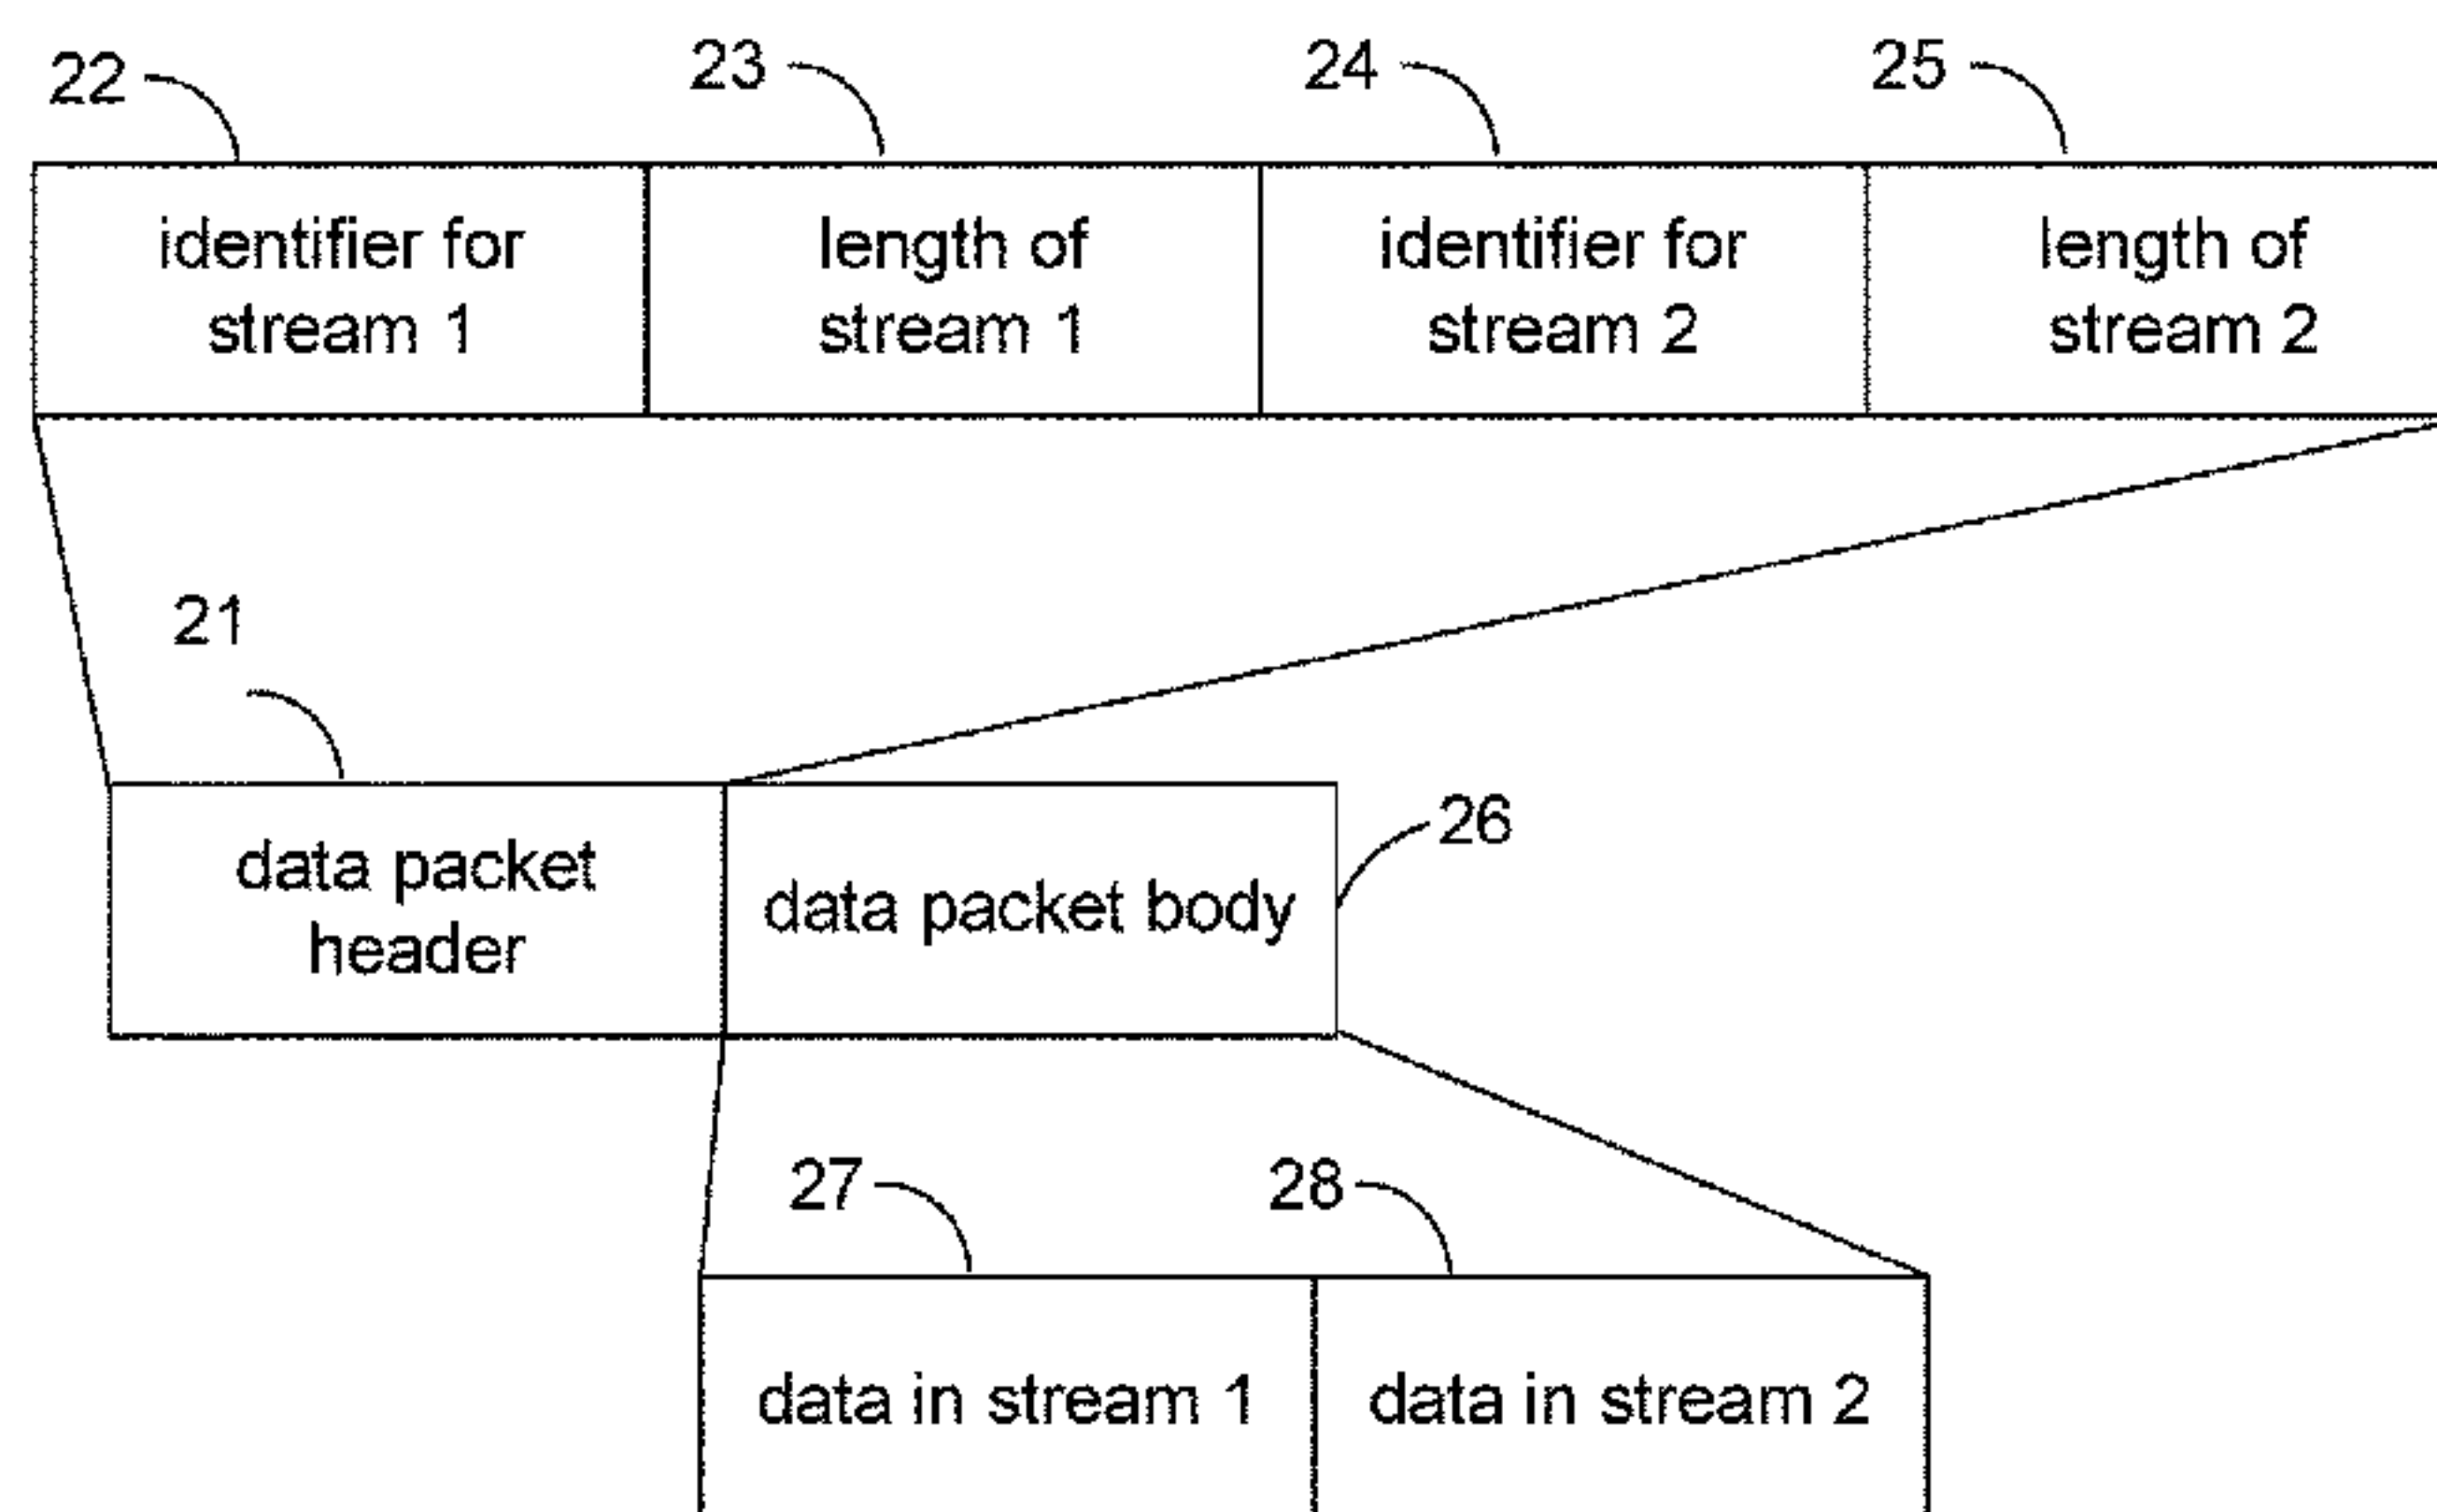 22
23
24
25
identifier for
stream 1
length of
stream 1
identifier for
stream 2
length of
stream 2
21
data packet
header
data packet body
26
27
28
data in stream 1
data in stream 2